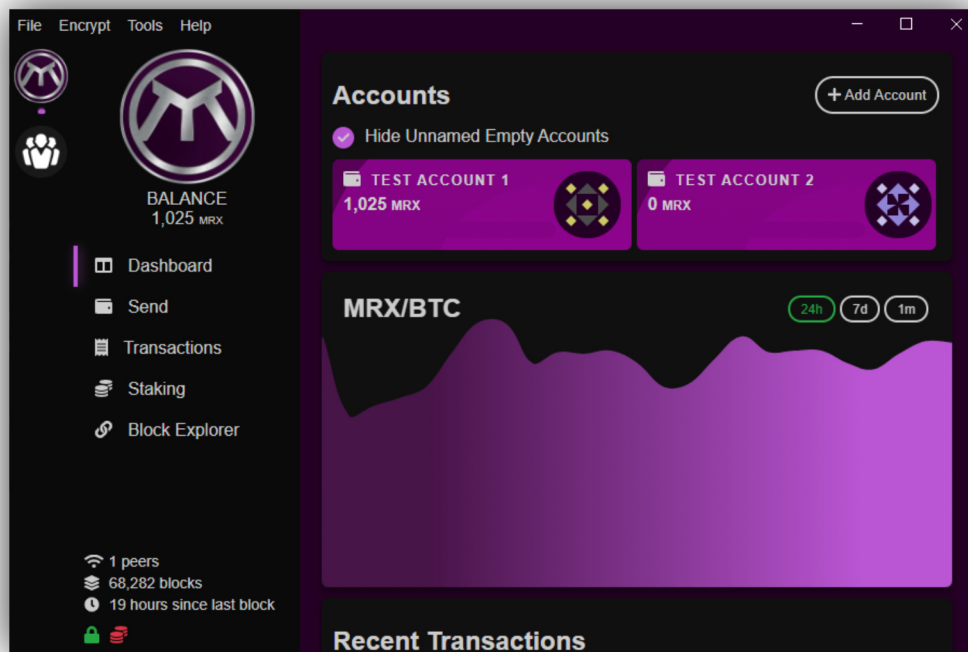 File Encrypt Tools Help
BALANCE
1,025 MRX
Dashboard
Send
Transactions
Staking
Block Explorer
1 peers
68,282 blocks
19 hours since last block
Accounts
+ Add Account
Hide Unnamed Empty Accounts
TEST ACCOUNT 1
1,025 MRX
TEST ACCOUNT 2
0 MRX
MRX/BTC
24h 7d 1m
Recent Transactions